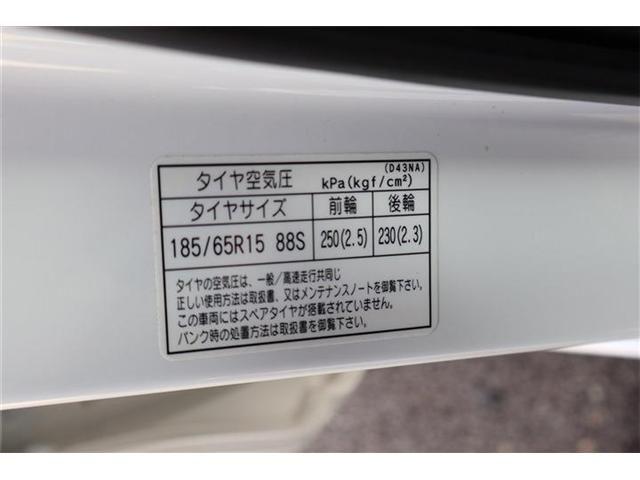 (D43NA)
タイヤ空気圧 kPa(kgf/cm²)
タイヤサイズ 前輪 後輪
185/65R15 88S 250(2.5) 230(2.3)
タイヤの空気圧は、一般/高速走行共同じ
正しい使用方法は取扱書、又はメンテナンスノートを御覧下さい。
この車両にはスペアタイヤが搭載されていません。
パンク時の処置方法は取扱書を御覧下さい。